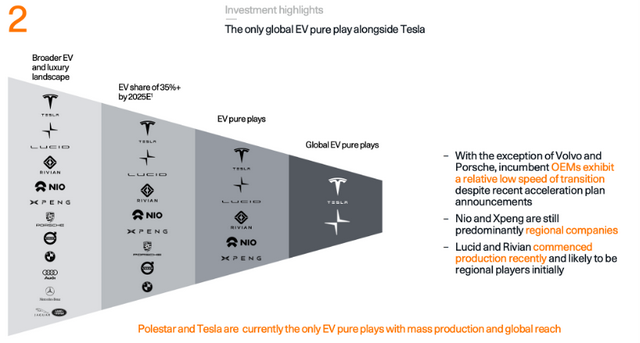 2
Investment highlights
The only global EV pure play alongside Tesla
Broader EV
and luxury
landscape
TESLA
LUCID
RIVIAN
NIO
XPENG
PORSCHE
Audi
Mercedes-Benz
JAGUAR
EV share of 35%+
by 2025E¹
TESLA
LUCID
RIVIAN
NIO
XPENG
PORSCHE
EV pure plays
TESLA
LUCID
RIVIAN
NIO
XPENG
Global EV pure plays
TESLA
– With the exception of Volvo and
Porsche, incumbent OEMs exhibit
a relative low speed of transition
despite recent acceleration plan
announcements
– Nio and Xpeng are still
predominantly regional companies
– Lucid and Rivian commenced
production recently and likely to be
regional players initially
Polestar and Tesla are currently the only EV pure plays with mass production and global reach